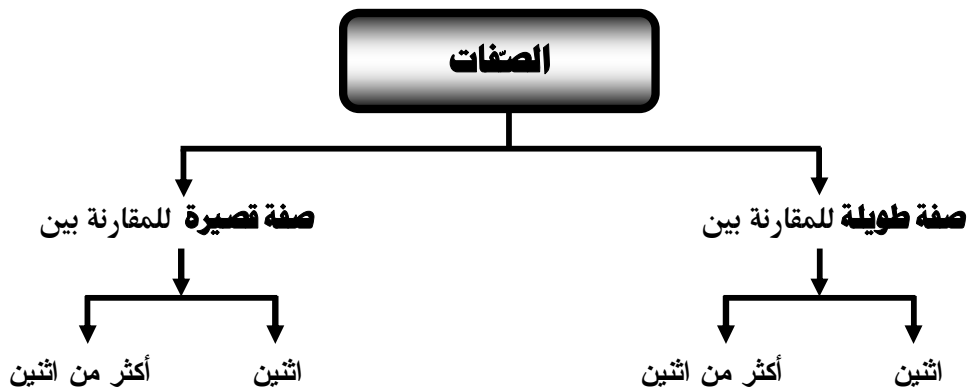 الصّفات
صفة طويلة للمقارنة بين
صفة قصيرة للمقارنة بين
اثنين
أكثر من اثنين
اثنين
أكثر من اثنين